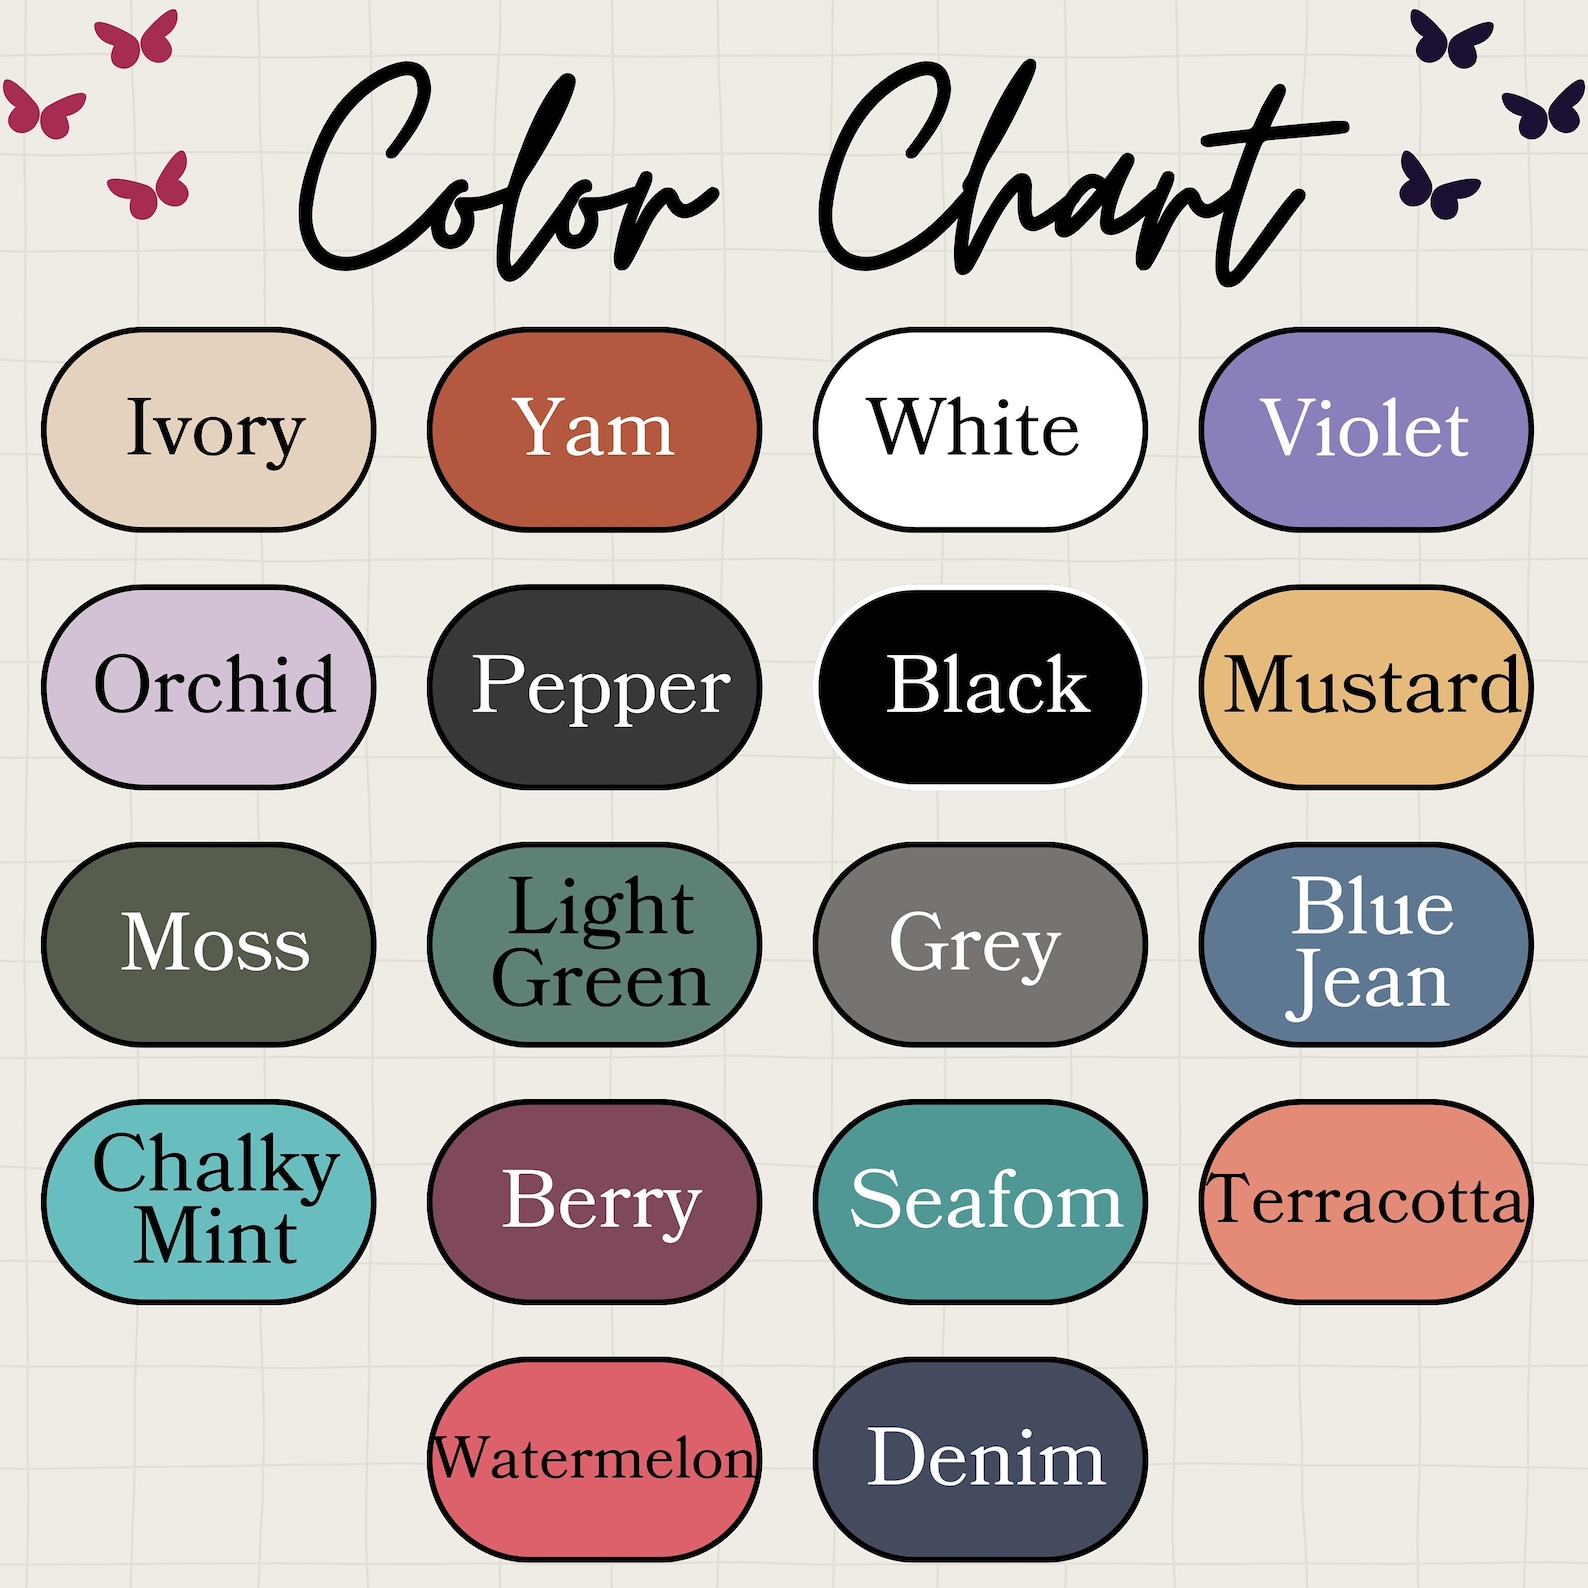 Color Chart
Ivory
Yam
White
Violet
Orchid
Pepper
Black
Mustard
Moss
Light
Green
Grey
Blue
Jean
Chalky
Mint
Berry
Seafom
Terracotta
Watermelon
Denim